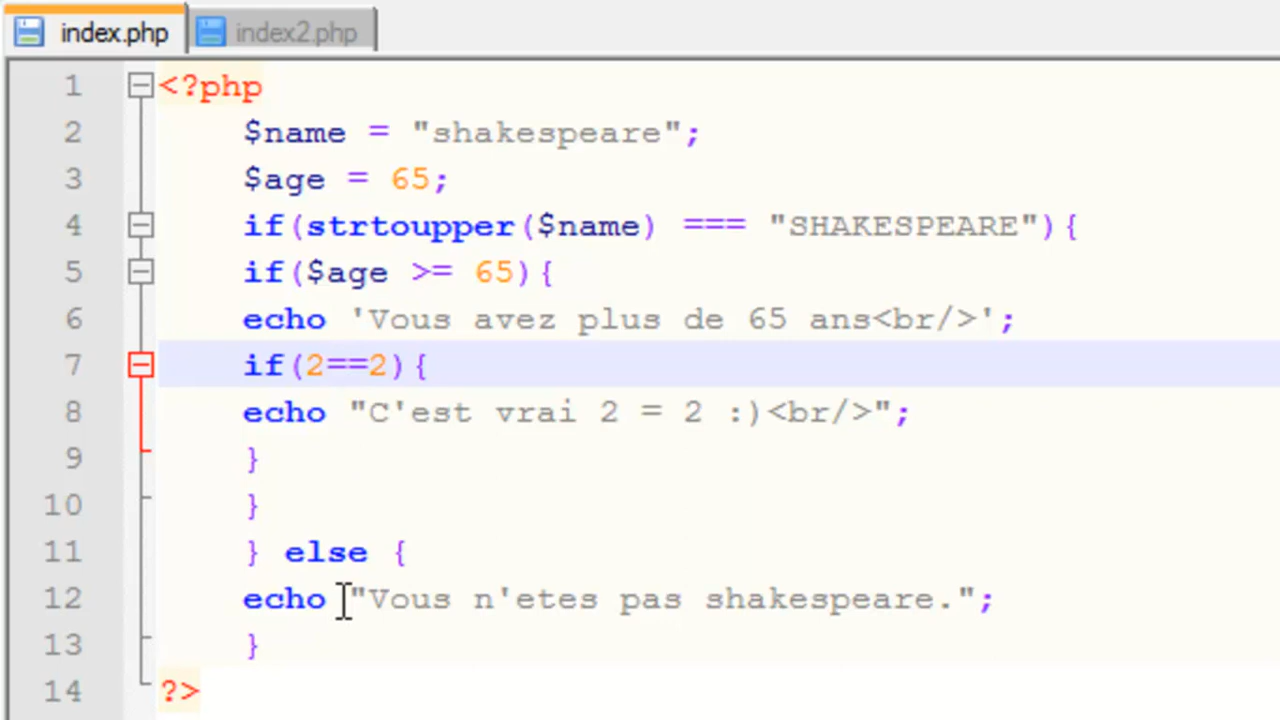 index.php index2.php
1 <?php
2 $name = "shakespeare";
3 $age = 65;
4 if(strtoupper($name) === "SHAKESPEARE"){
5 if($age >= 65){
6 echo 'Vous avez plus de 65 ans<br/>';
7 if(2==2){
8 echo "C'est vrai 2 = 2 :)<br/>";
9 }
10 }
11 } else {
12 echo "Vous n'etes pas shakespeare.";
13 }
14 ?>